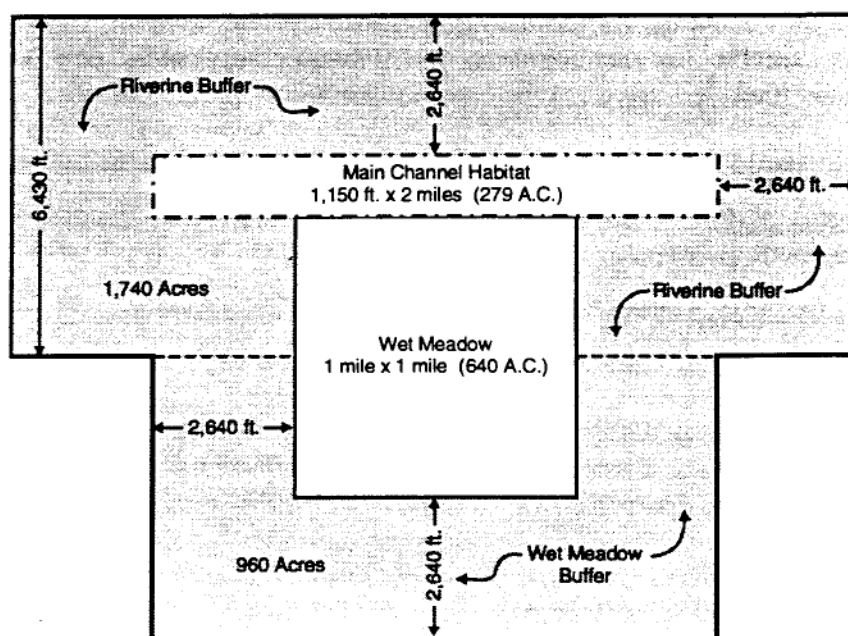 2,640 ft.
Riverine Buffer
6,430 ft.
Main Channel Habitat
1,150 ft. x 2 miles (279 A.C.)
2,640 ft.
1,740 Acres
Riverine Buffer
Wet Meadow
1 mile x 1 mile (640 A.C.)
2,640 ft.
960 Acres
2,640 ft.
Wet Meadow
Buffer